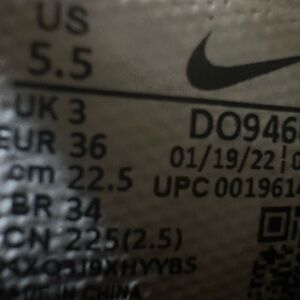 US
5.5
UK 3
EUR 36
cm 22.5
BR 34
CN 225(2.5)
DO946
01/19/22
UPC 001961
MADE IN CHINA